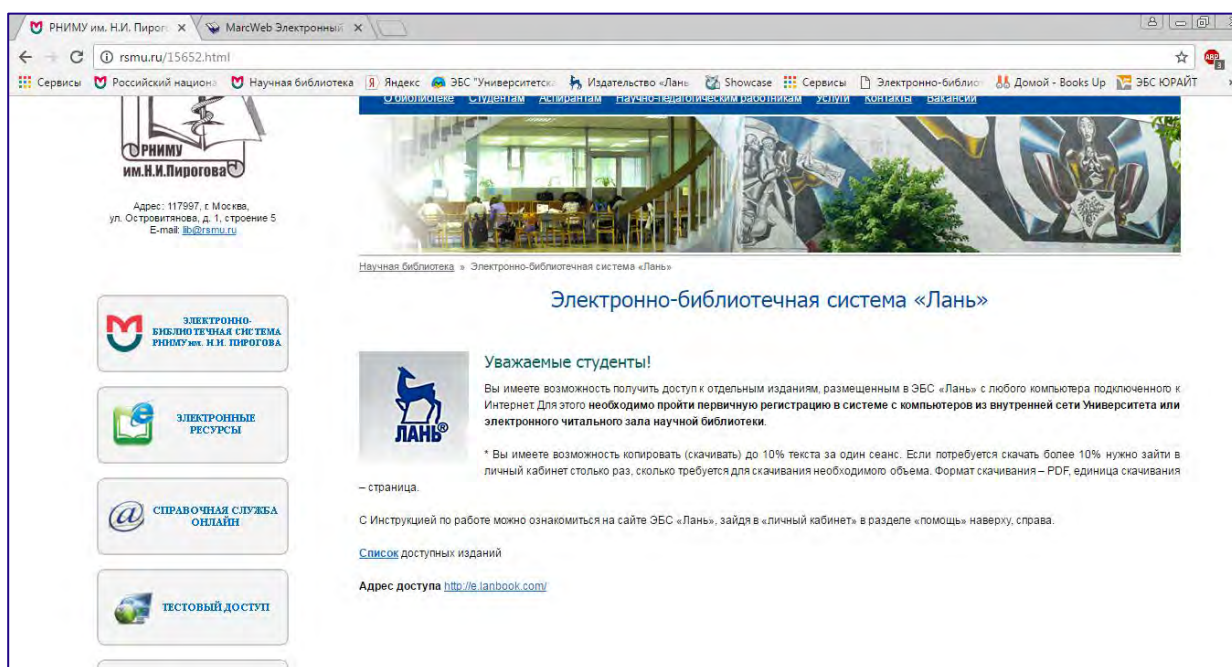 РНИМУ им. Н.И. Пирого
MarcWeb Электронный
rsmu.ru/15652.html
Сервисы
Российский национа
Научная библиотека
Яндекс
ЭБС "Университетск
Издательство «Лань
Showcase
Сервисы
Электронно-библио
Домой - Books Up
ЭБС ЮРАЙТ
О библиотеке Студентам Аспирантам Научно-педагогическим работникам Услуги Контакты Вакансии
РНИМУ
им.Н.И.Пирогова
Адрес: 117997, г. Москва,
ул. Островитянова, д. 1, строение 5
E-mail: lib@rsmu.ru
Научная библиотека » Электронно-библиотечная система «Лань»
Электронно-библиотечная система «Лань»
ЭЛЕКТРОННО-
БИБЛИОТЕЧНАЯ СИСТЕМА
РНИМУ им. Н.И. ПИРОГОВА
ЭЛЕКТРОННЫЕ
РЕСУРСЫ
СПРАВОЧНАЯ СЛУЖБА
ОНЛАЙН
ТЕСТОВЫЙ ДОСТУП
ЛАНЬ®
Уважаемые студенты!
Вы имеете возможность получить доступ к отдельным изданиям, размещенным в ЭБС «Лань» с любого компьютера подключенного к
Интернет. Для этого необходимо пройти первичную регистрацию в системе с компьютеров из внутренней сети Университета или
электронного читального зала научной библиотеки.
* Вы имеете возможность копировать (скачивать) до 10% текста за один сеанс. Если потребуется скачать более 10% нужно зайти в
личный кабинет столько раз, сколько требуется для скачивания необходимого объема. Формат скачивания – PDF, единица скачивания
– страница.
С Инструкцией по работе можно ознакомиться на сайте ЭБС «Лань», зайдя в «личный кабинет» в разделе «помощь» наверху, справа.
Список доступных изданий
Адрес доступа http://e.lanbook.com/